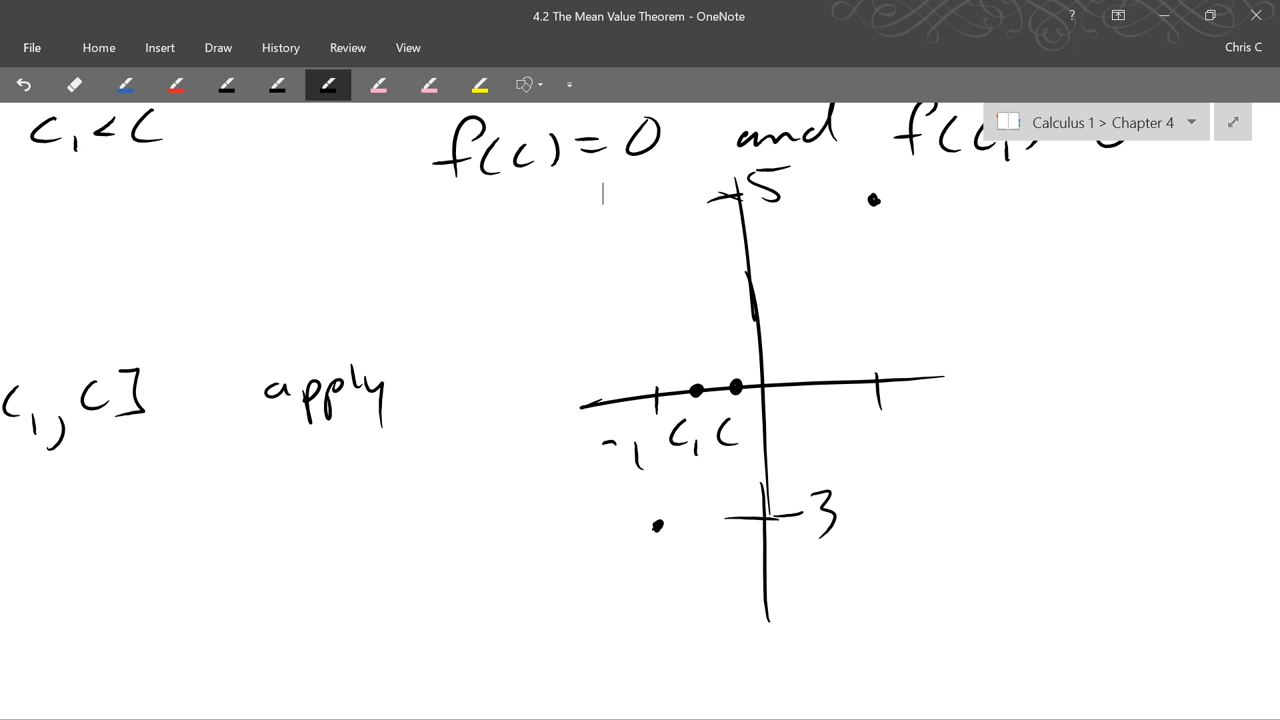 4.2 The Mean Value Theorem - OneNote
?
File Home Insert Draw History Review View Chris C
Calculus 1 > Chapter 4
c₁ < c f(c) = 0 and f(c₁)
5
c₁, c] apply
-1 c₁ c
-3